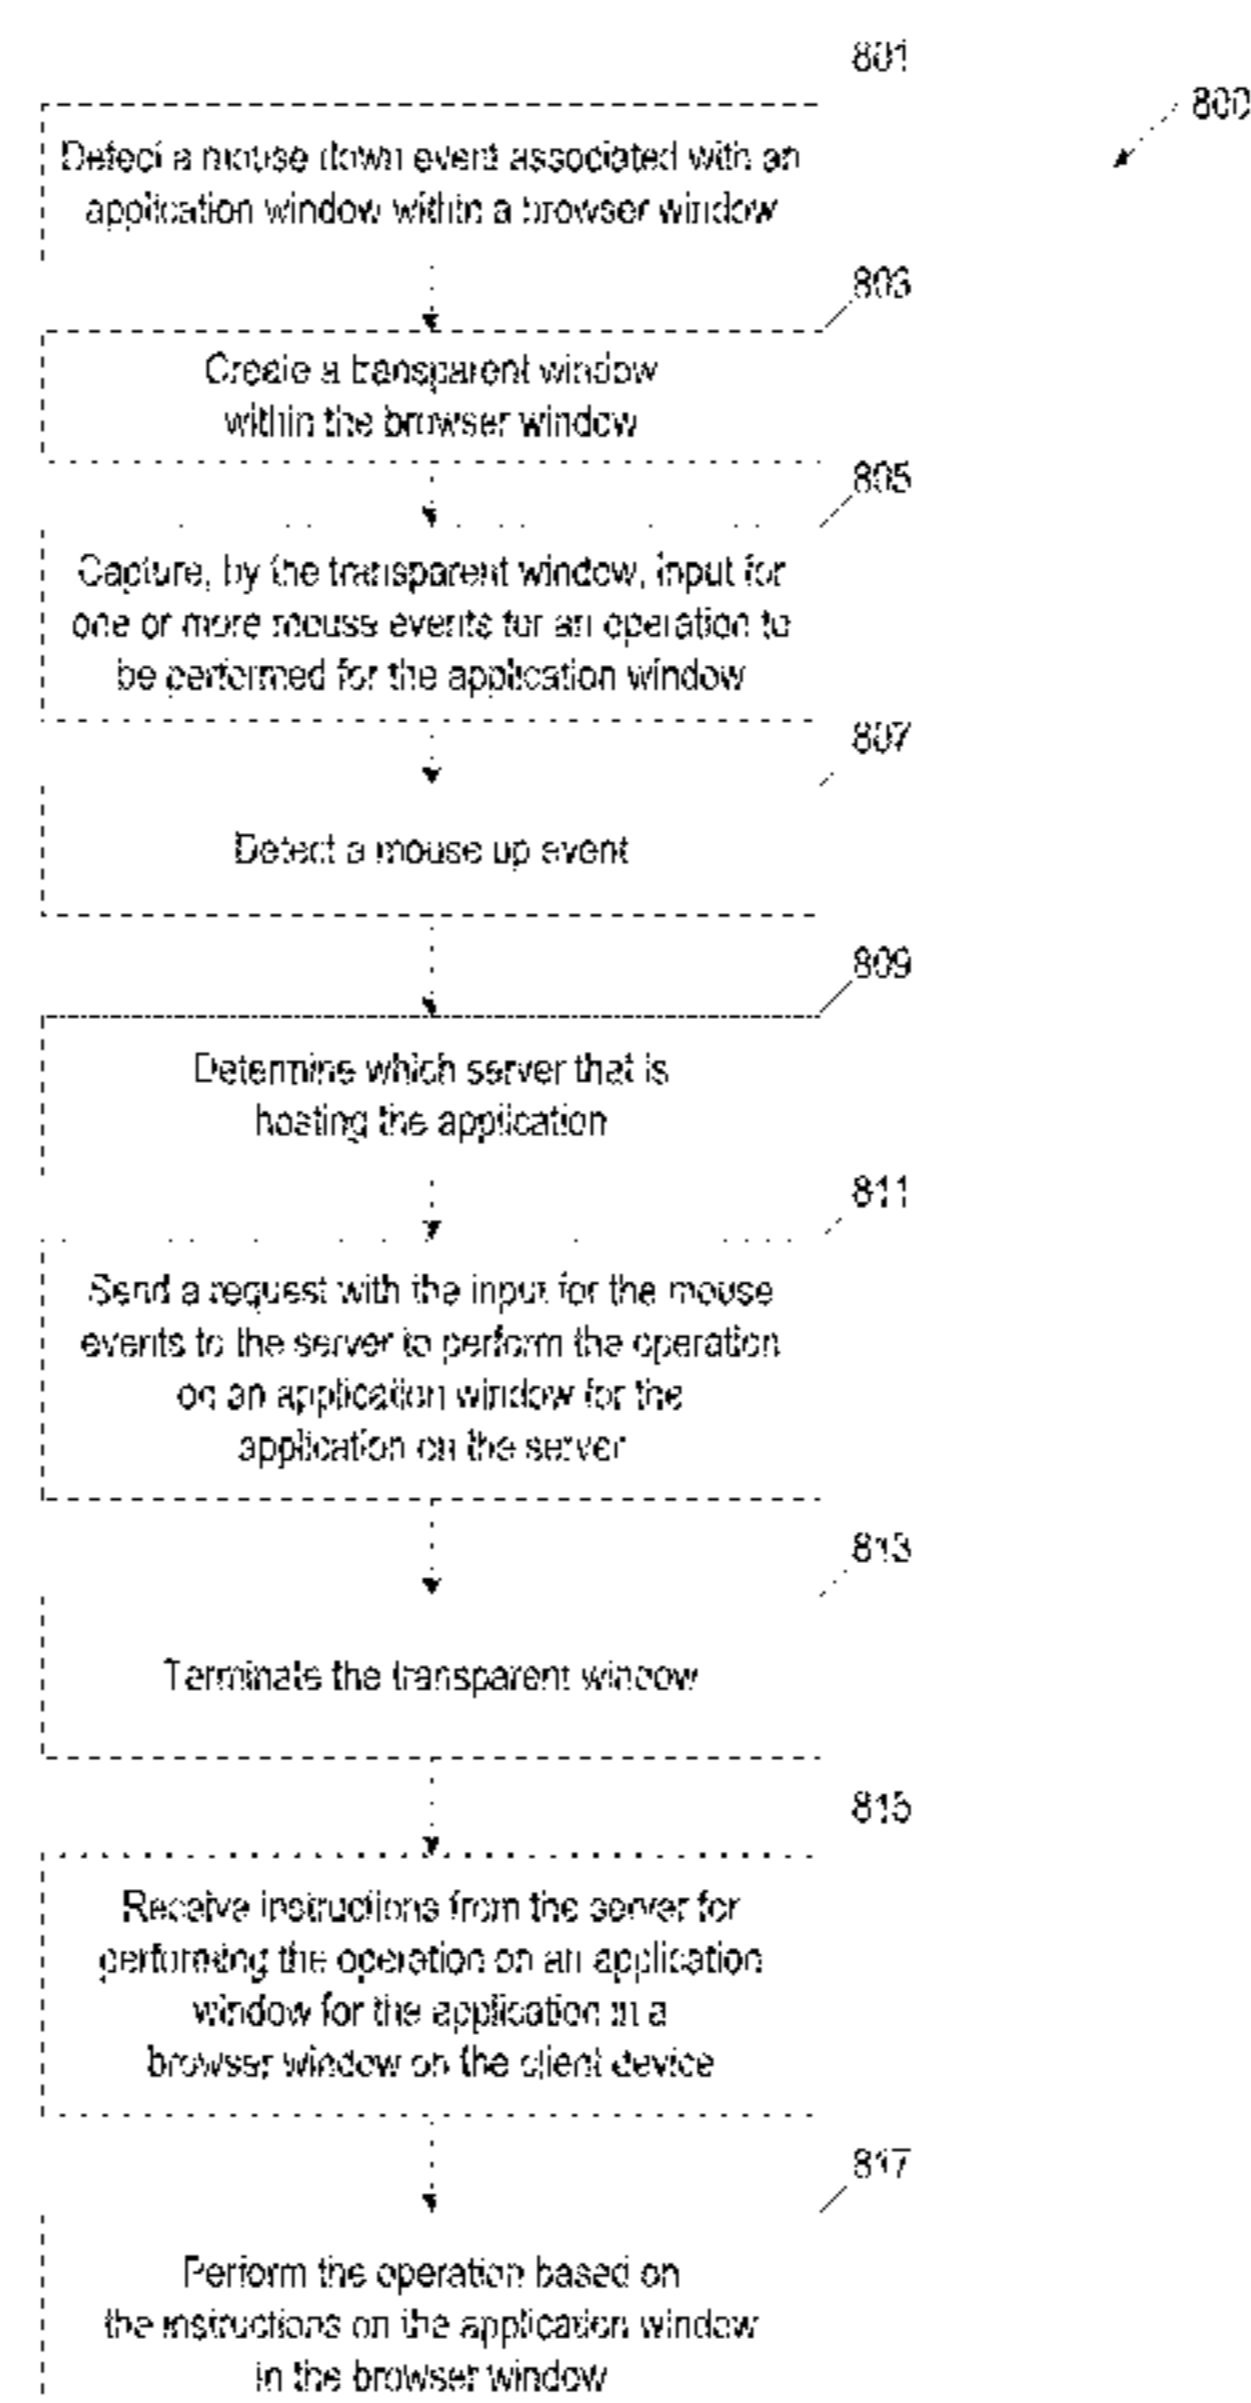 801
800
Detect a mouse down event associated with an
application window within a browser window
803
Create a transparent window
within the browser window
805
Capture, by the transparent window, input for
one or more mouse events for an operation to
be performed for the application window
807
Detect a mouse up event
809
Determine which server that is
hosting the application
811
Send a request with the input for the mouse
events to the server to perform the operation
on an application window for the
application on the server
813
Terminate the transparent window
815
Receive instructions from the server for
performing the operation on an application
window for the application in a
browser window on the client device
817
Perform the operation based on
the instructions on the application window
in the browser window